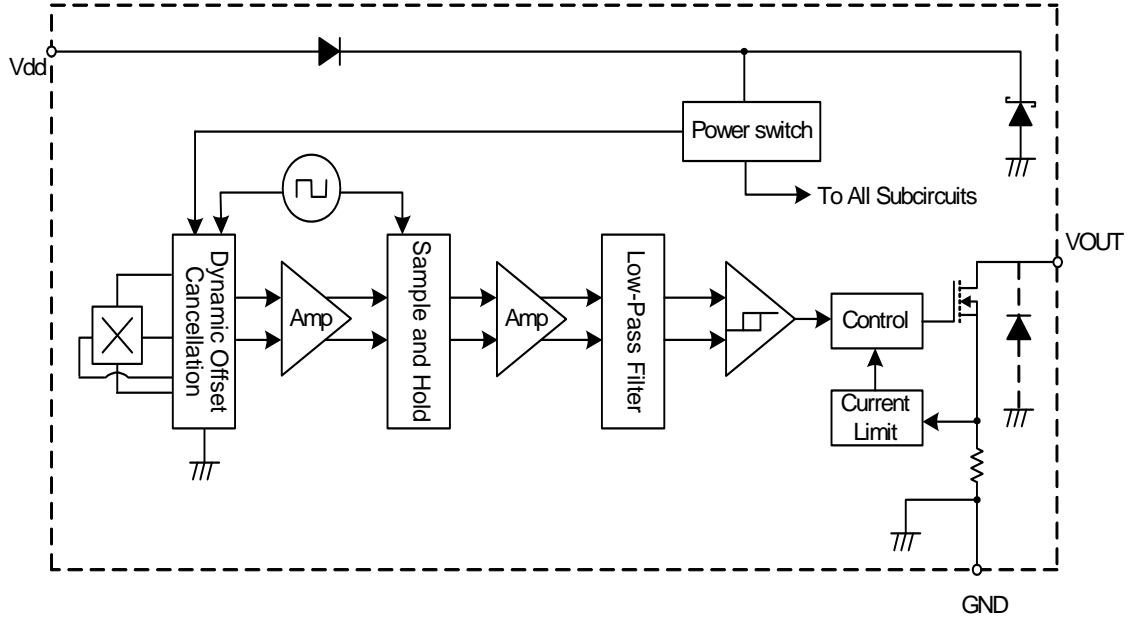 Vdd
Power switch
To All Subcircuits
VOUT
Dynamic Offset
Cancellation
Amp
Sample and Hold
Amp
Low-Pass Filter
Control
Current
Limit
GND